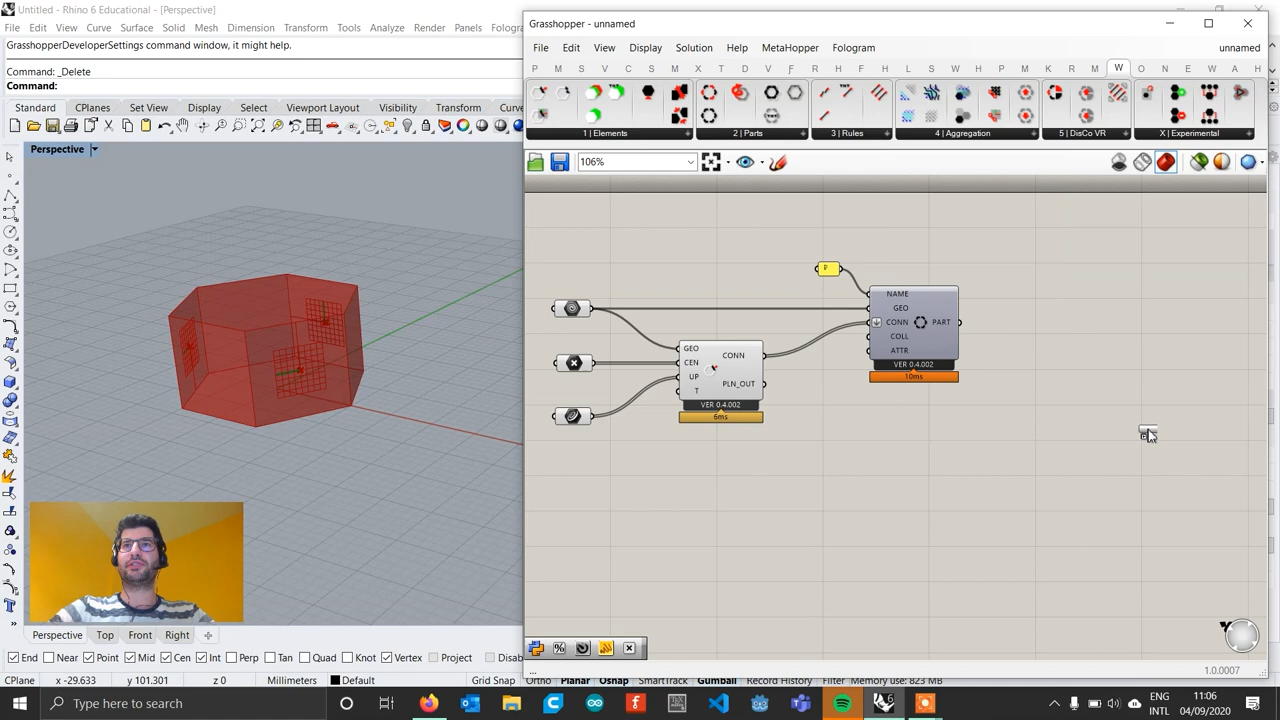 Untitled - Rhino 6 Educational - [Perspective]
File Edit View Curve Surface Solid Mesh Dimension Transform Tools Analyze Render Panels Fologra
GrasshopperDeveloperSettings command window, it might help.
Command: _Delete
Command:
Standard CPlanes Set View Display Select Viewport Layout Visibility Transform Curv
Perspective
Perspective Top Front Right
End Near Point Mid Cen Int Perp Tan Quad Knot Vertex Project Disab
CPlane x -29.633 y 101.301 z 0 Millimeters Default Grid Snap Ortho Planar Osnap SmartTrack Gumball Record History Filter Memory use: 823 MB
Grasshopper - unnamed
File Edit View Display Solution Help MetaHopper Fologram unnamed
P M S V C S M X T D V R H H L S W D K R M W O N E W A H
1 | Elements 2 | Parts 3 | Rules 4 | Aggregation 5 | DisCo VR X | Experimental
106%
P
NAME
GEO
CONN PART
COLL
ATTR
VER 0.4.002
10ms
GEO
CEN CONN
UP
T PLN_OUT
VER 0.4.002
6ms
...
1.0.0007
Type here to search
ENG
INTL
11:06
04/09/2020